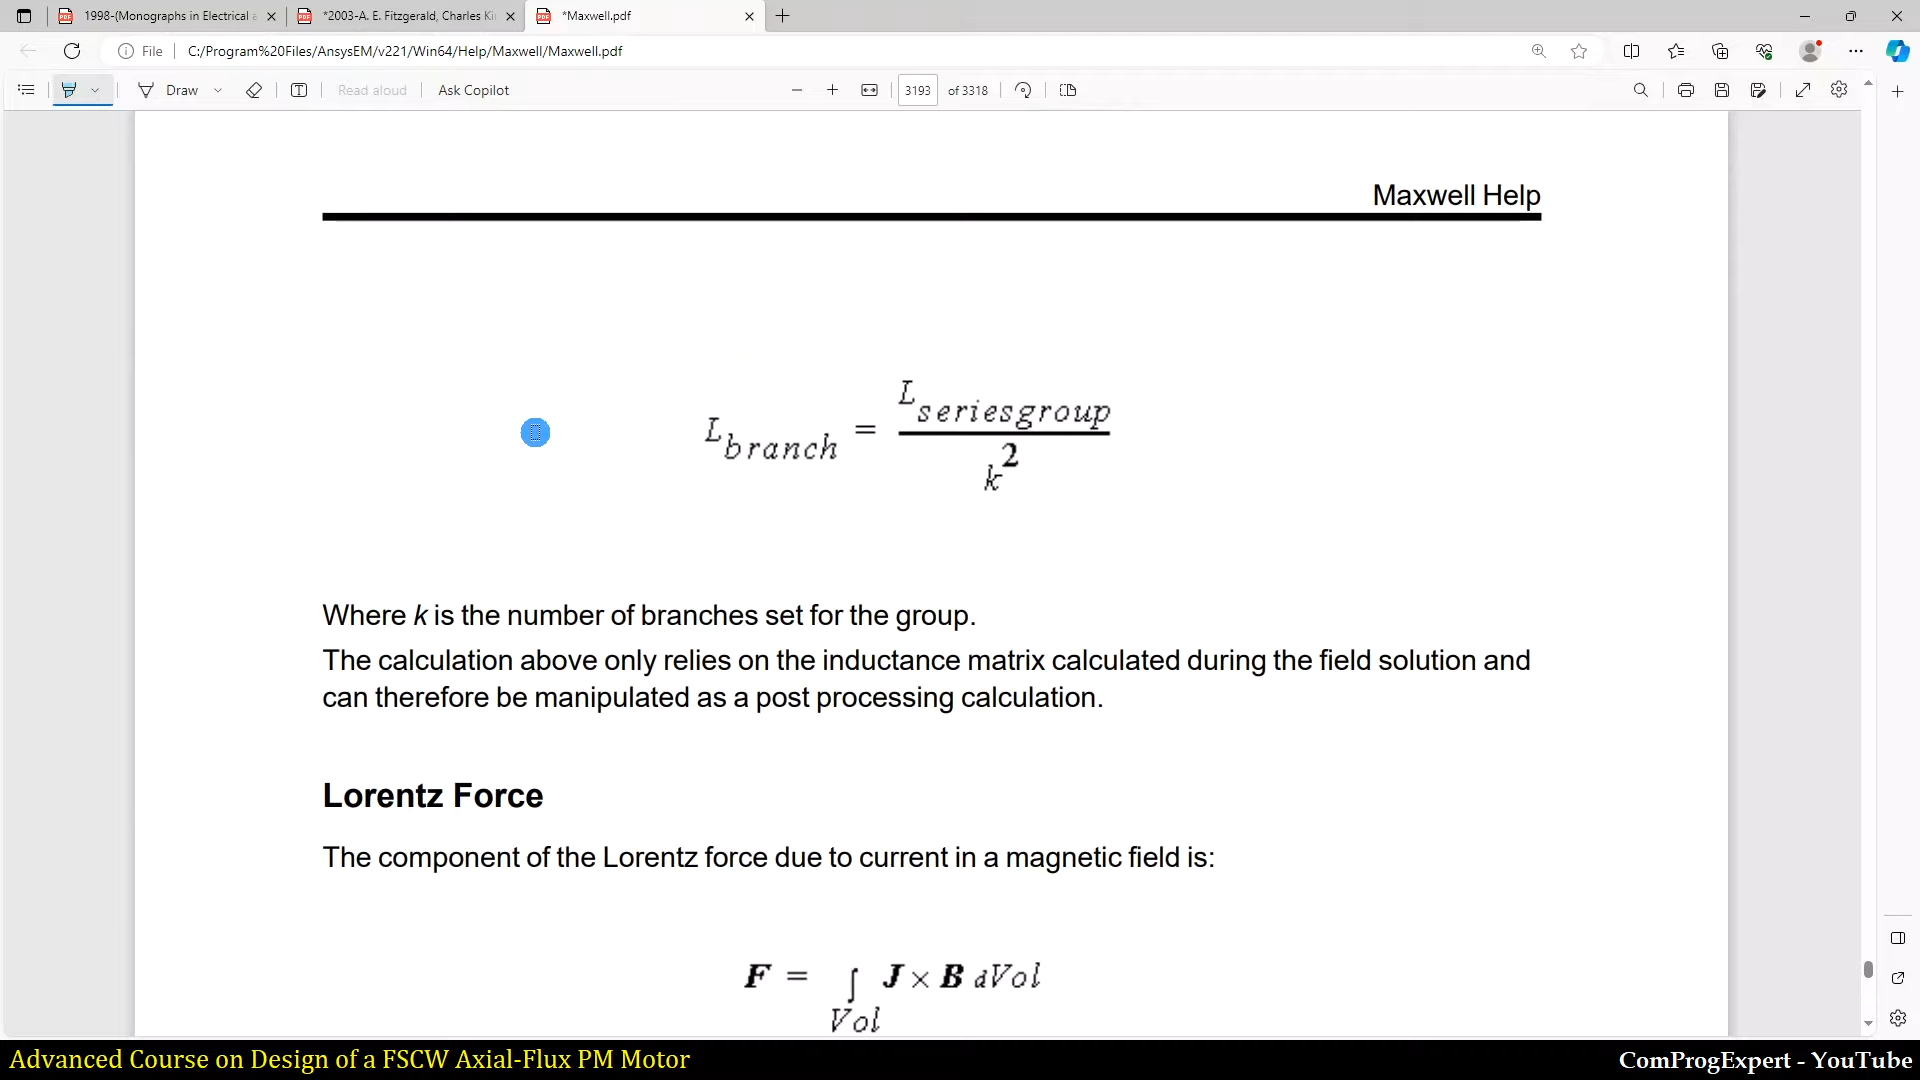 1998-(Monographs in Electrical a
*2003-A. E. Fitzgerald, Charles Ki
*Maxwell.pdf
File
C:/Program%20Files/AnsysEM/v221/Win64/Help/Maxwell/Maxwell.pdf
Draw
Read aloud
Ask Copilot
3193 of 3318
Maxwell Help
L_branch = L_seriesgroup / k^2
Where k is the number of branches set for the group.
The calculation above only relies on the inductance matrix calculated during the field solution and
can therefore be manipulated as a post processing calculation.
Lorentz Force
The component of the Lorentz force due to current in a magnetic field is:
F = ∫_Vol J × B dVol
Advanced Course on Design of a FSCW Axial-Flux PM Motor
ComProgExpert - YouTube